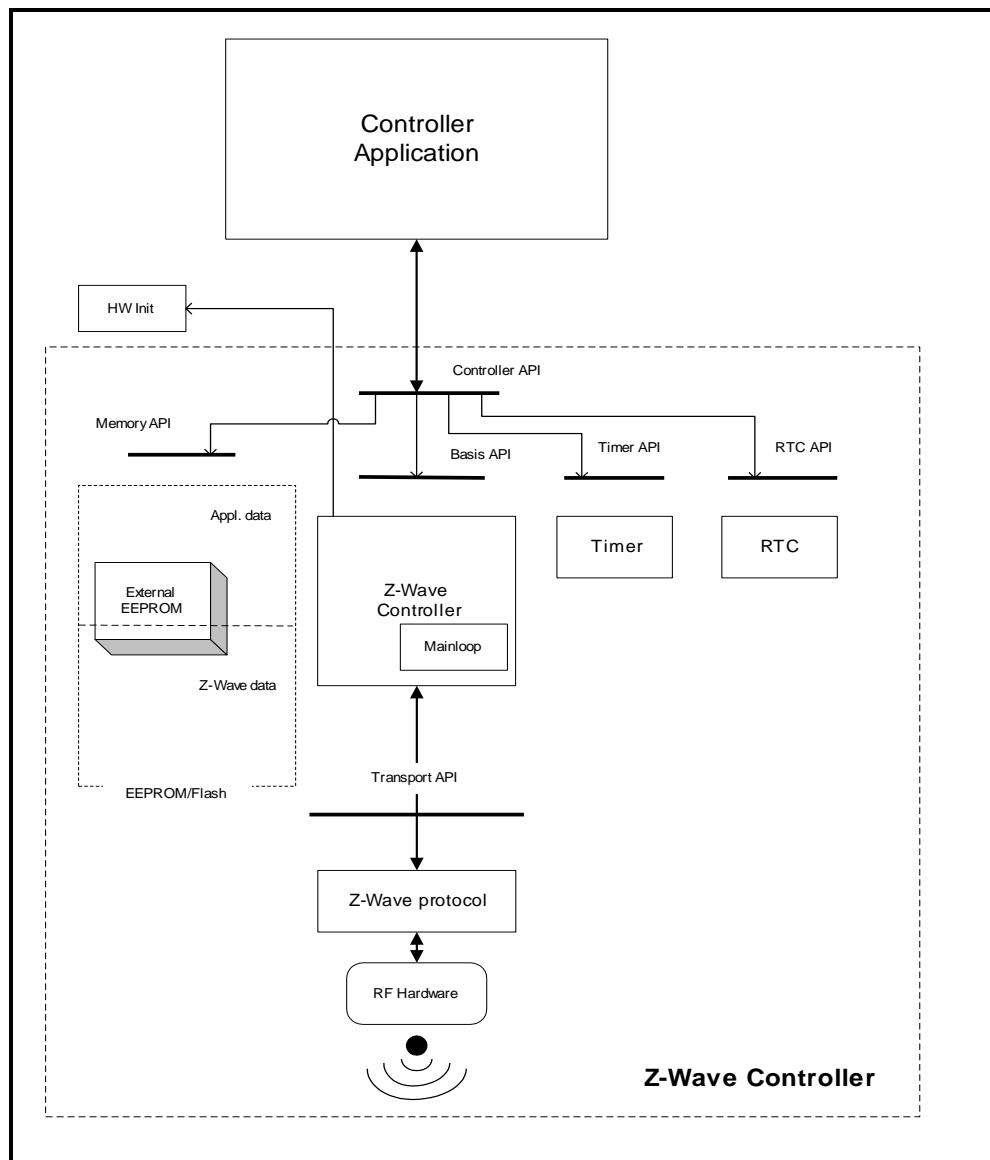 Controller
Application
HW Init
Controller API
Memory API
Basis API
Timer API
RTC API
Appl. data
External
EEPROM
Z-Wave data
EEPROM/Flash
Z-Wave
Controller
Mainloop
Timer
RTC
Transport API
Z-Wave protocol
RF Hardware
Z-Wave Controller